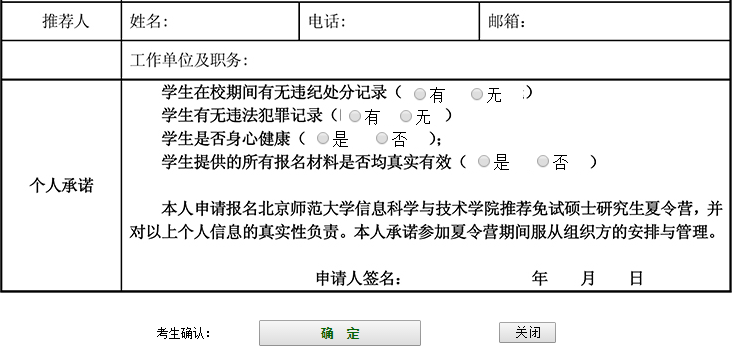 推荐人 姓名: 电话: 邮箱:
工作单位及职务:
学生在校期间有无违纪处分记录（ 有 无 ）
学生有无违法犯罪记录（ 有 无 ）
学生是否身心健康（ 是 否 ）;
学生提供的所有报名材料是否均真实有效（ 是 否 ）
个人承诺
本人申请报名北京师范大学信息科学与技术学院推荐免试硕士研究生夏令营，并
对以上个人信息的真实性负责。本人承诺参加夏令营期间服从组织方的安排与管理。
申请人签名: 年 月 日
考生确认: 确 定 关闭